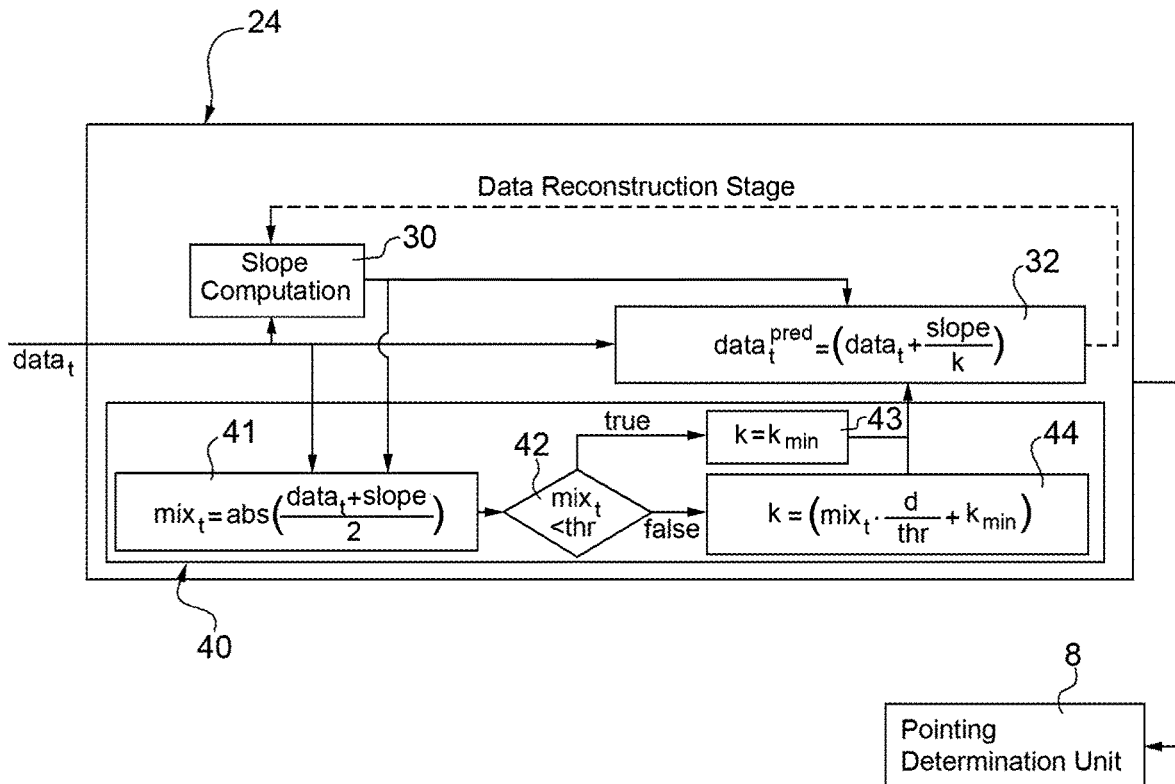 24
Data Reconstruction Stage
30
Slope
Computation
32
data_t^pred = (data_t + slope/k)
data_t
41
mix_t = abs((data_t + slope)/2)
42
mix_t
<thr
true
false
k = k_min
43
44
k = (mix_t · d/thr + k_min)
40
8
Pointing
Determination Unit